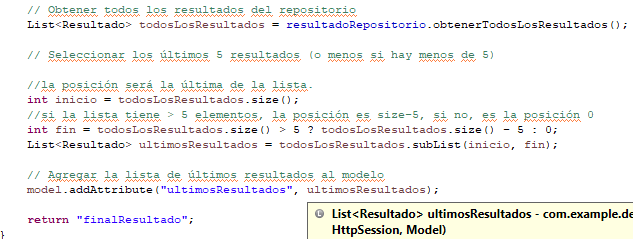 // Obtener todos los resultados del repositorio
List<Resultado> todosLosResultados = resultadoRepositorio.obtenerTodosLosResultados();
// Seleccionar los últimos 5 resultados (o menos si hay menos de 5)
//la posición será la última de la lista.
int inicio = todosLosResultados.size();
//si la lista tiene > 5 elementos, la posición es size-5, si no, es la posición 0
int fin = todosLosResultados.size() > 5 ? todosLosResultados.size() - 5 : 0;
List<Resultado> ultimosResultados = todosLosResultados.subList(inicio, fin);
// Agregar la lista de últimos resultados al modelo
model.addAttribute("ultimosResultados", ultimosResultados);
return "finalResultado";
List<Resultado> ultimosResultados - com.example.de
HttpSession, Model)
}